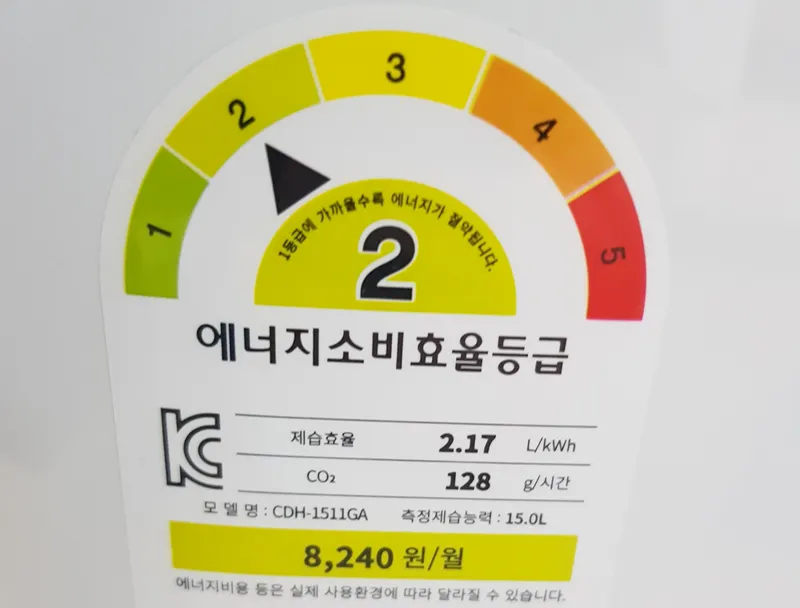 1 2 3 4 5
1등급에 가까울수록 에너지가 절약됩니다.
2
에너지소비효율등급
KC
제습효율 2.17 L/kWh
CO₂ 128 g/시간
모 델 명 : CDH-1511GA 측정제습능력 : 15.0L
8,240 원/월
에너지비용 등은 실제 사용환경에 따라 달라질 수 있습니다.